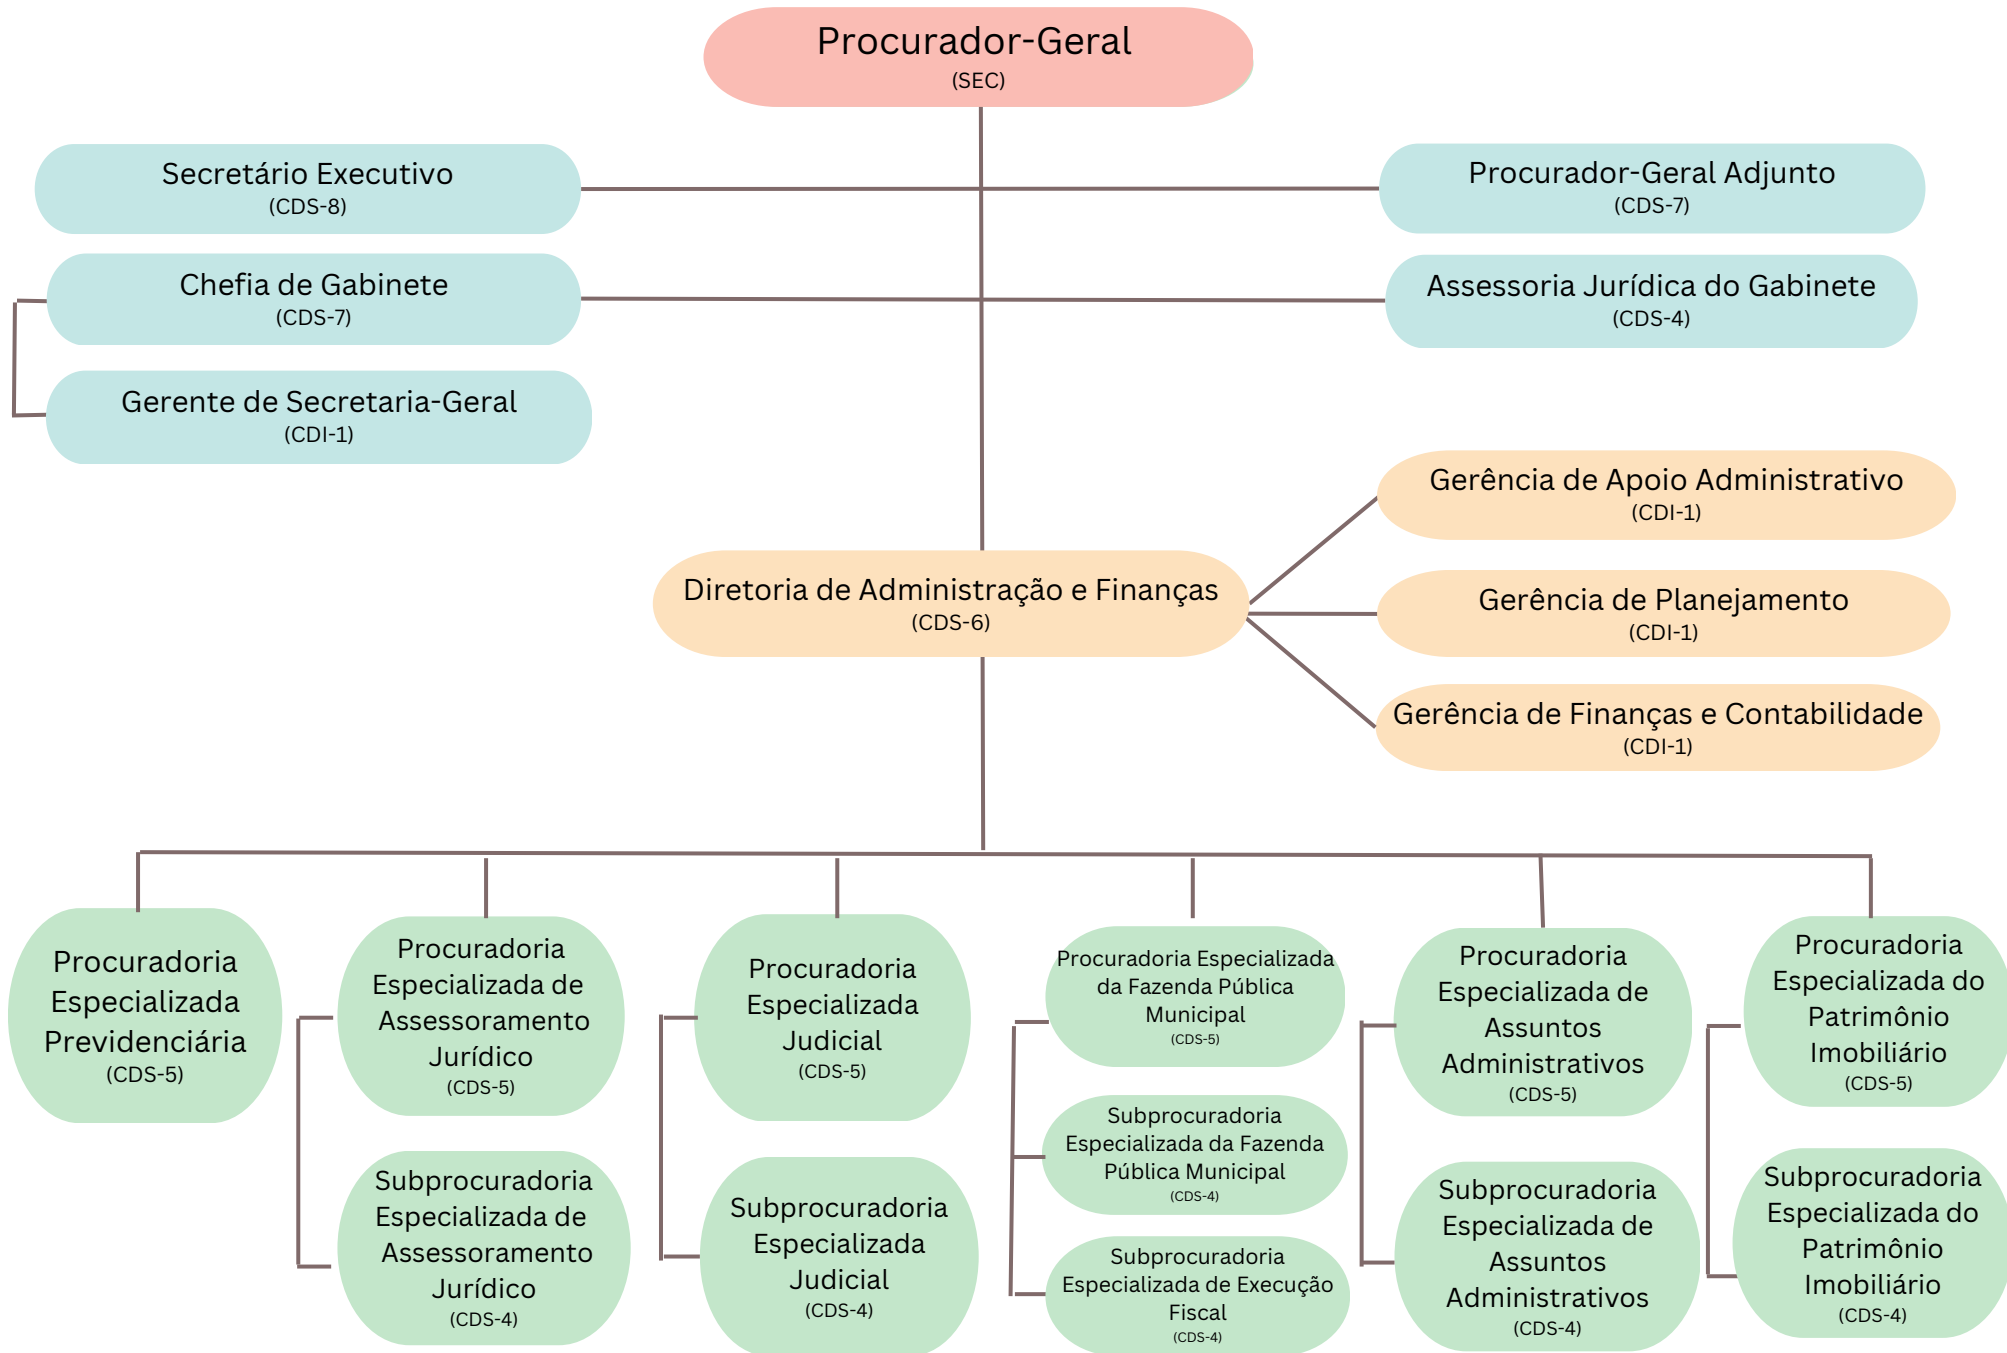 Procurador-Geral
(SEC)
Secretário Executivo
(CDS-8)
Procurador-Geral Adjunto
(CDS-7)
Chefia de Gabinete
(CDS-7)
Assessoria Jurídica do Gabinete
(CDS-4)
Gerente de Secretaria-Geral
(CDI-1)
Gerência de Apoio Administrativo
(CDI-1)
Diretoria de Administração e Finanças
(CDS-6)
Gerência de Planejamento
(CDI-1)
Gerência de Finanças e Contabilidade
(CDI-1)
Procuradoria
Especializada
Previdenciária
(CDS-5)
Procuradoria
Especializada de
Assessoramento
Jurídico
(CDS-5)
Procuradoria
Especializada
Judicial
(CDS-5)
Procuradoria Especializada
da Fazenda Pública
Municipal
(CDS-5)
Procuradoria
Especializada de
Assuntos
Administrativos
(CDS-5)
Procuradoria
Especializada do
Patrimônio
Imobiliário
(CDS-5)
Subprocuradoria
Especializada de
Assessoramento
Jurídico
(CDS-4)
Subprocuradoria
Especializada
Judicial
(CDS-4)
Subprocuradoria
Especializada da Fazenda
Pública Municipal
(CDS-4)
Subprocuradoria
Especializada de Execução
Fiscal
(CDS-4)
Subprocuradoria
Especializada de
Assuntos
Administrativos
(CDS-4)
Subprocuradoria
Especializada do
Patrimônio
Imobiliário
(CDS-4)